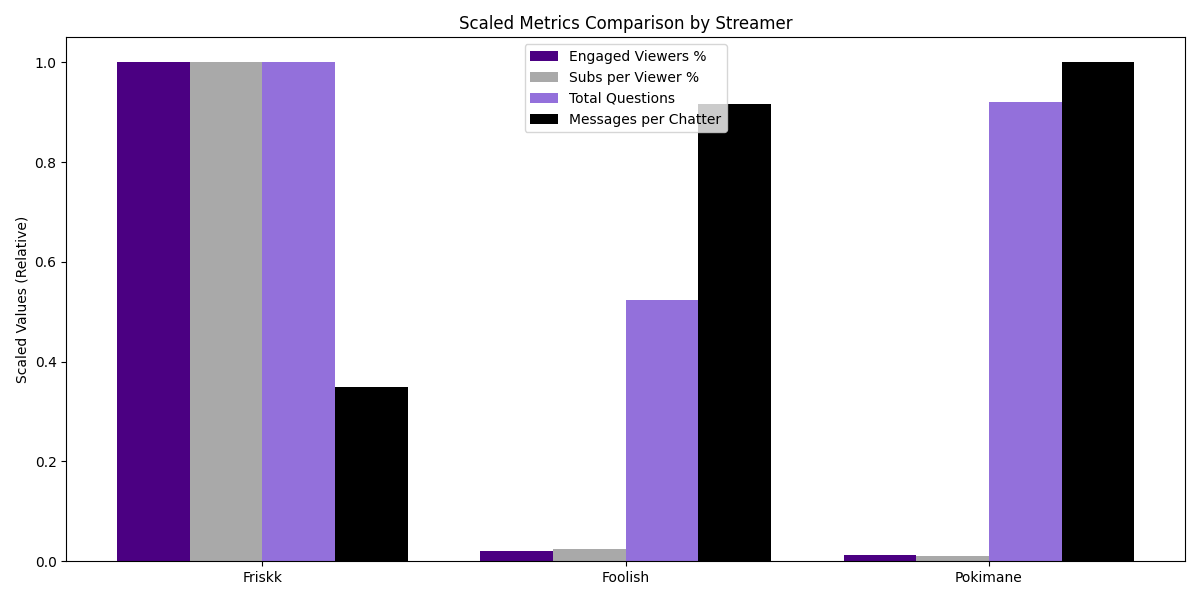 Scaled Metrics Comparison by Streamer
Engaged Viewers %
Subs per Viewer %
Total Questions
Messages per Chatter
Scaled Values (Relative)
1.0
0.8
0.6
0.4
0.2
0.0
Friskk
Foolish
Pokimane